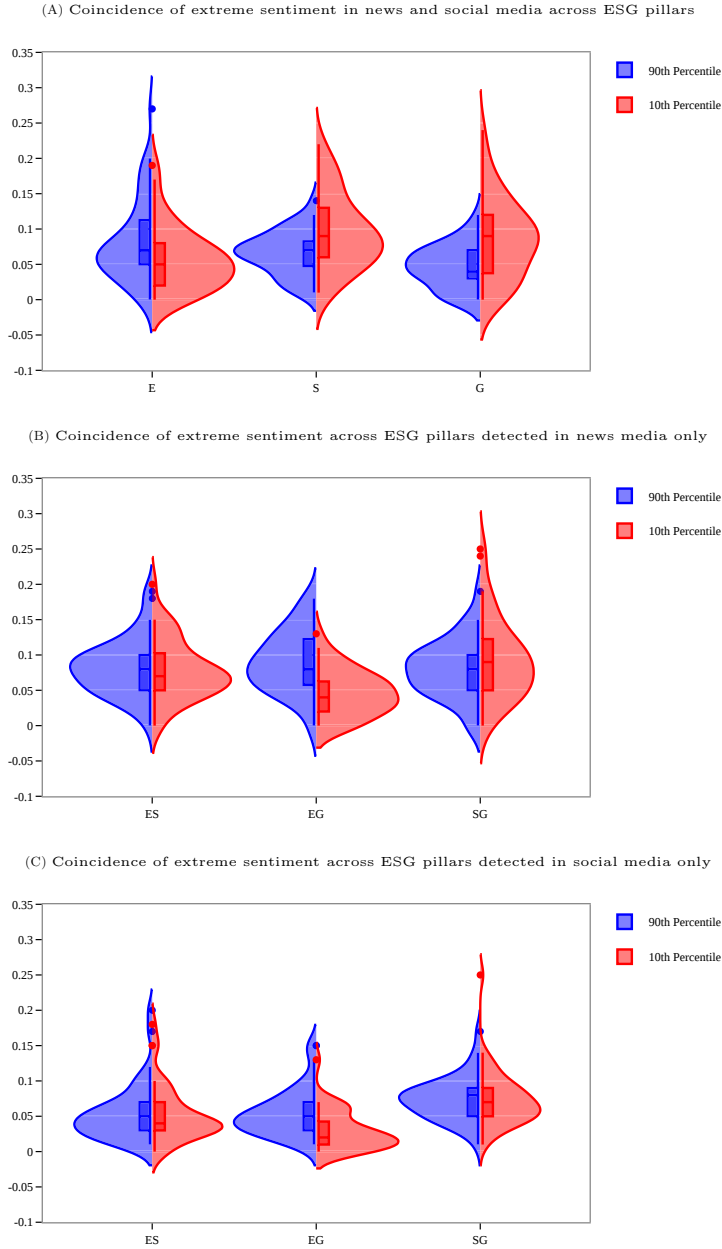 (A) Coincidence of extreme sentiment in news and social media across ESG pillars
0.35
0.3
0.25
0.2
0.15
0.1
0.05
0
-0.05
-0.1
E S G
90th Percentile
10th Percentile
(B) Coincidence of extreme sentiment across ESG pillars detected in news media only
0.35
0.3
0.25
0.2
0.15
0.1
0.05
0
-0.05
-0.1
ES EG SG
90th Percentile
10th Percentile
(C) Coincidence of extreme sentiment across ESG pillars detected in social media only
0.35
0.3
0.25
0.2
0.15
0.1
0.05
0
-0.05
-0.1
ES EG SG
90th Percentile
10th Percentile